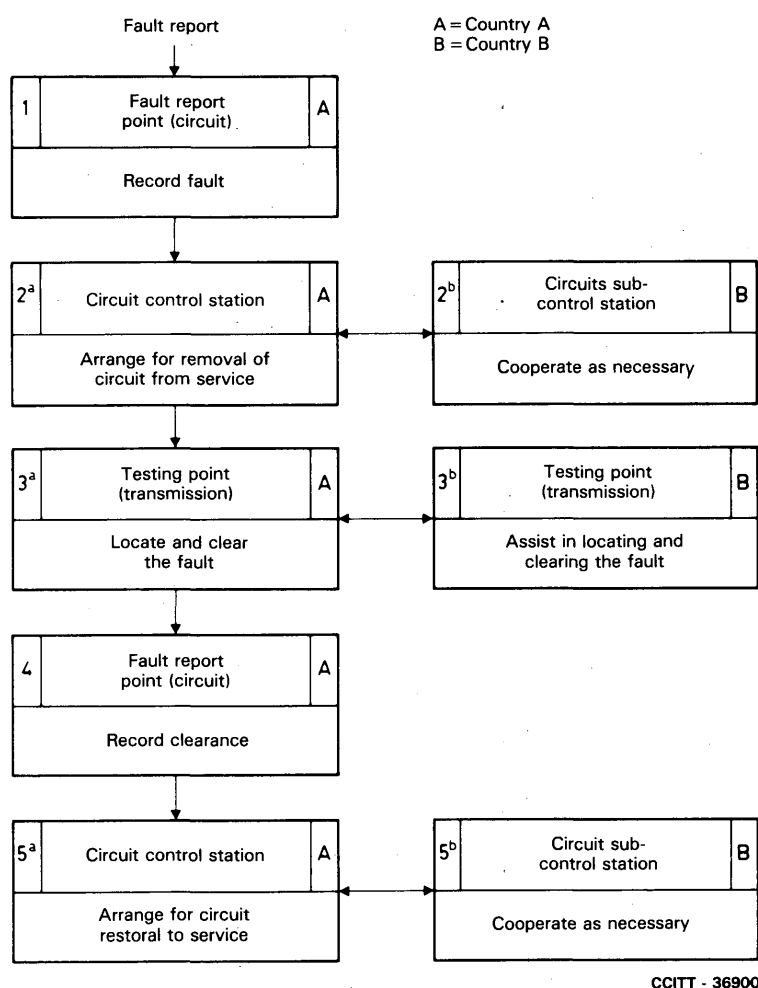 Fault report
A = Country A
B = Country B
1
Fault report
point (circuit)
A
Record fault
2a
Circuit control station
A
Arrange for removal of
circuit from service
2b
Circuits sub-
control station
B
Cooperate as necessary
3a
Testing point
(transmission)
A
Locate and clear
the fault
3b
Testing point
(transmission)
B
Assist in locating and
clearing the fault
4
Fault report
point (circuit)
A
Record clearance
5a
Circuit control station
A
Arrange for circuit
restoral to service
5b
Circuit sub-
control station
B
Cooperate as necessary
CCITT - 36900